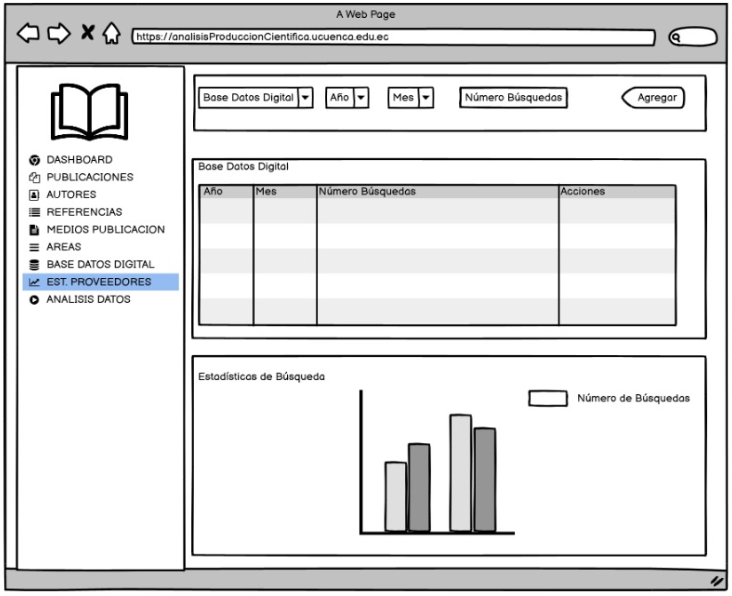 A Web Page
https://analisisProduccionCientifica.ucuenca.edu.ec
DASHBOARD
PUBLICACIONES
AUTORES
REFERENCIAS
MEDIOS PUBLICACION
AREAS
BASE DATOS DIGITAL
EST. PROVEEDORES
ANALISIS DATOS
Base Datos Digital Año Mes Número Búsquedas Agregar
Base Datos Digital
Año Mes Número Búsquedas Acciones
Estadísticas de Búsqueda
Número de Búsquedas